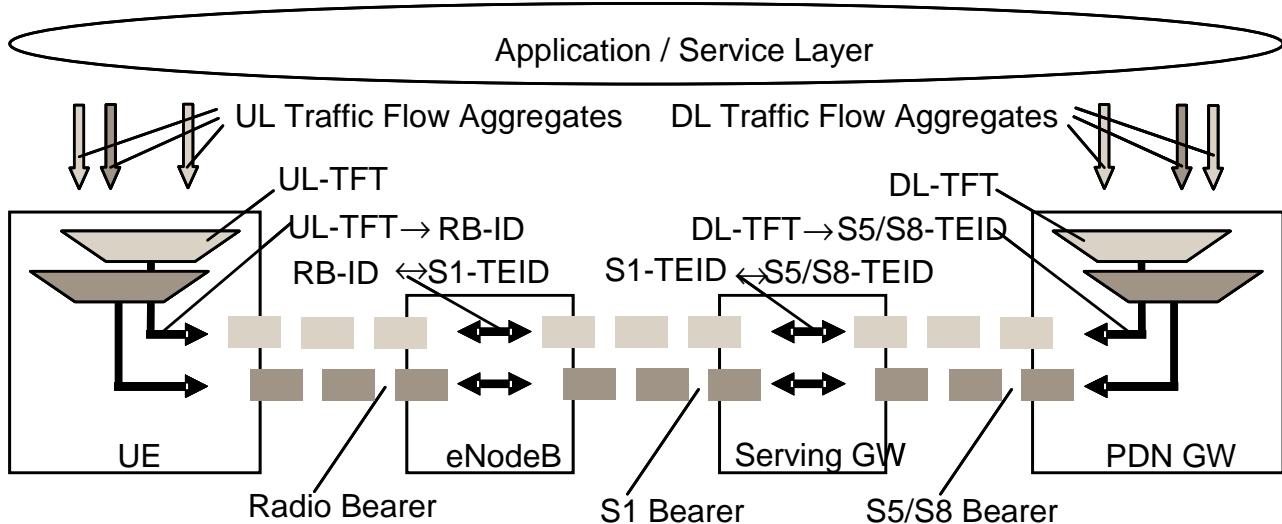 Application / Service Layer
UL Traffic Flow Aggregates
DL Traffic Flow Aggregates
UL-TFT
DL-TFT
UL-TFT → RB-ID
DL-TFT → S5/S8-TEID
RB-ID ↔ S1-TEID
S1-TEID ↔ S5/S8-TEID
UE
eNodeB
Serving GW
PDN GW
Radio Bearer
S1 Bearer
S5/S8 Bearer